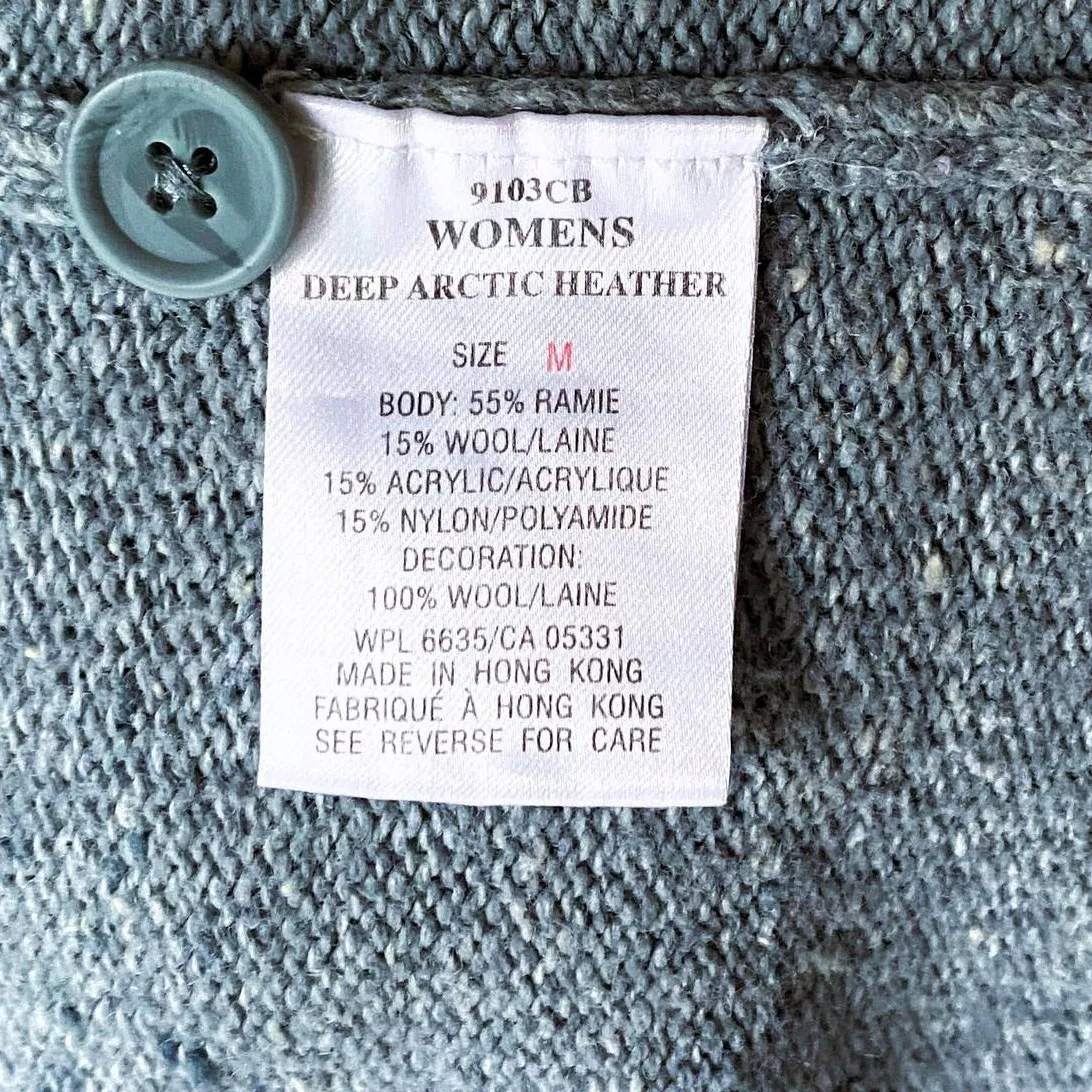 9103CB
WOMENS
DEEP ARCTIC HEATHER
SIZE M
BODY: 55% RAMIE
15% WOOL/LAINE
15% ACRYLIC/ACRYLIQUE
15% NYLON/POLYAMIDE
DECORATION:
100% WOOL/LAINE
WPL 6635/CA 05331
MADE IN HONG KONG
FABRIQUÉ À HONG KONG
SEE REVERSE FOR CARE